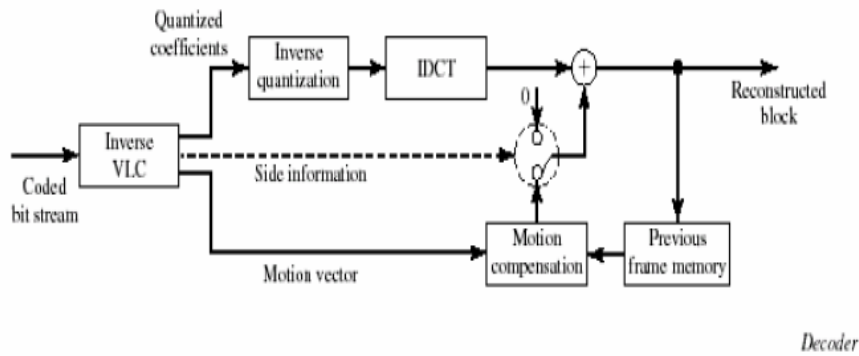 Quantized
coefficients
Inverse
quantization
IDCT
+
0
Reconstructed
block
Inverse
VLC
Side information
Coded
bit stream
Motion
compensation
Previous
frame memory
Motion vector
Decoder